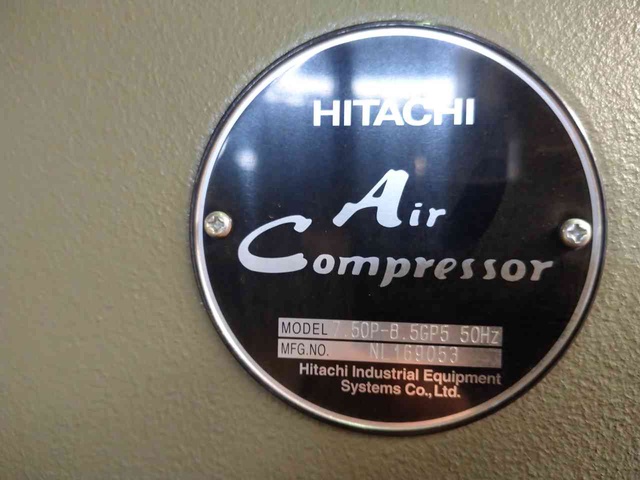 HITACHI
Air
Compressor
MODEL 7.50P-8.5GP5 50Hz
MFG.NO. NL169053
Hitachi Industrial Equipment
Systems Co.,Ltd.